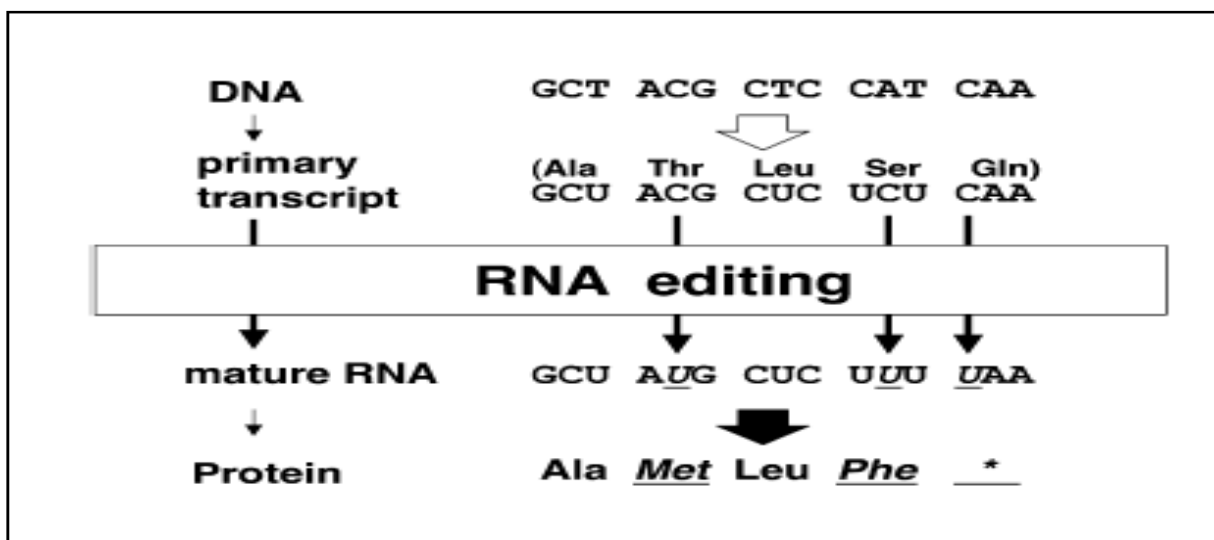 DNA GCT ACG CTC CAT CAA
primary transcript
(Ala Thr Leu Ser Gln)
GCU ACG CUC UCU CAA
RNA editing
mature RNA GCU AUG CUC UUU UAA
Protein Ala Met Leu Phe *